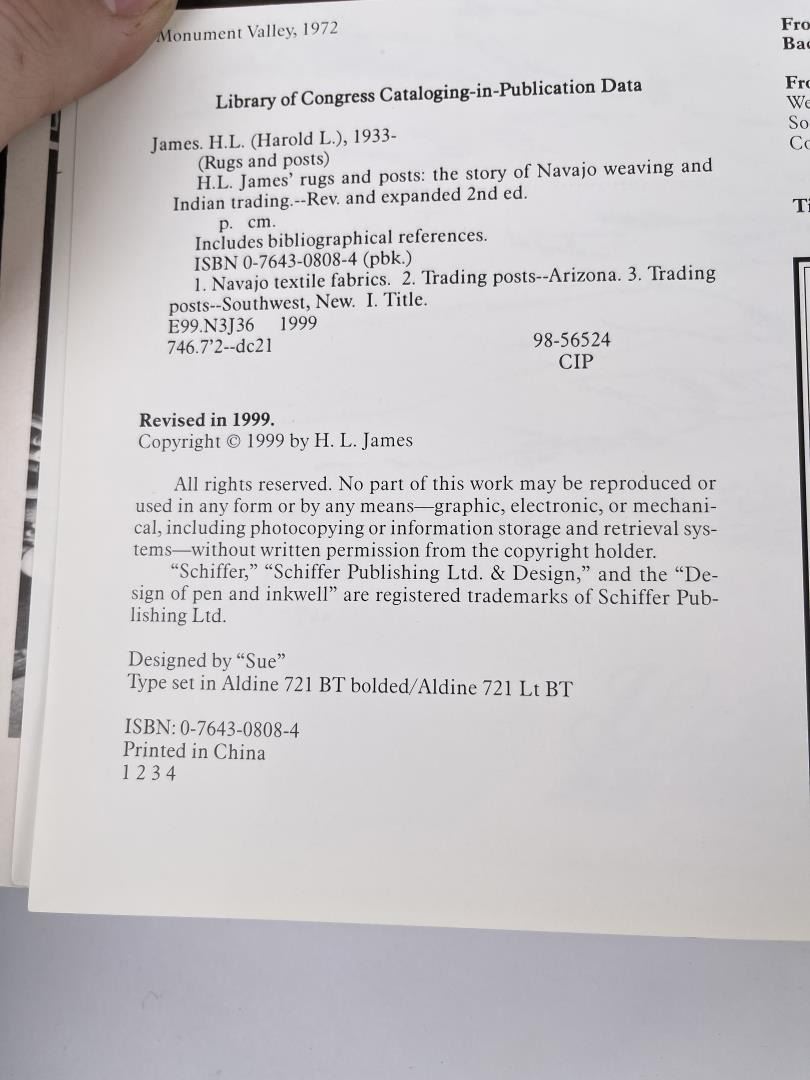 Monument Valley, 1972
Library of Congress Cataloging-in-Publication Data
James. H.L. (Harold L.), 1933-
(Rugs and posts)
H.L. James' rugs and posts: the story of Navajo weaving and
Indian trading.--Rev. and expanded 2nd ed.
p. cm.
Includes bibliographical references.
ISBN 0-7643-0808-4 (pbk.)
1. Navajo textile fabrics. 2. Trading posts--Arizona. 3. Trading
posts--Southwest, New. I. Title.
E99.N3J36 1999
746.7'2--dc21 98-56524
CIP
Revised in 1999.
Copyright © 1999 by H. L. James
All rights reserved. No part of this work may be reproduced or
used in any form or by any means—graphic, electronic, or mechani-
cal, including photocopying or information storage and retrieval sys-
tems—without written permission from the copyright holder.
“Schiffer,” “Schiffer Publishing Ltd. & Design,” and the “De-
sign of pen and inkwell” are registered trademarks of Schiffer Pub-
lishing Ltd.
Designed by “Sue”
Type set in Aldine 721 BT bolded/Aldine 721 Lt BT
ISBN: 0-7643-0808-4
Printed in China
1 2 3 4
Fro
Bac
Fro
We
So
Co
Ti